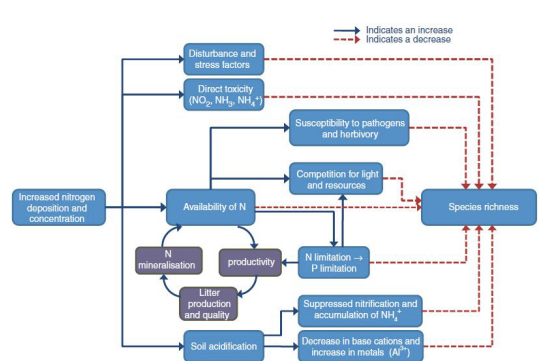 Indicates an increase
Indicates a decrease
Disturbance and
stress factors
Direct toxicity
(NO₂, NH₃, NH₄⁺)
Susceptibility to pathogens
and herbivory
Competition for light
and resources
Increased nitrogen
deposition and
concentration
Availability of N
Species richness
N
mineralisation
productivity
N limitation →
P limitation
Litter
production
and quality
Suppressed nitrification and
accumulation of NH₄⁺
Soil acidification
Decrease in base cations and
increase in metals (Al³⁺)